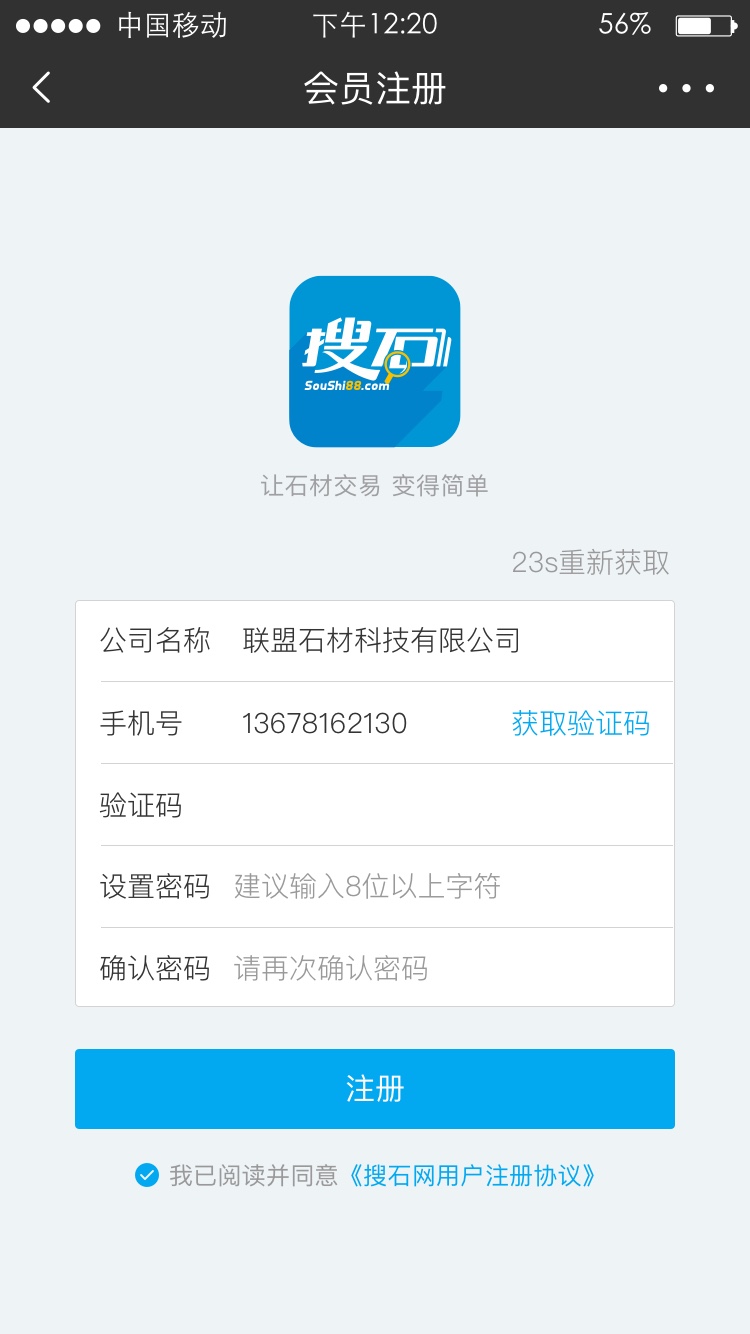 中国移动 下午12:20 56%
会员注册
搜石
SouShi88.com
让石材交易 变得简单
23s重新获取
公司名称 联盟石材科技有限公司
手机号 13678162130 获取验证码
验证码
设置密码 建议输入8位以上字符
确认密码 请再次确认密码
注册
我已阅读并同意《搜石网用户注册协议》